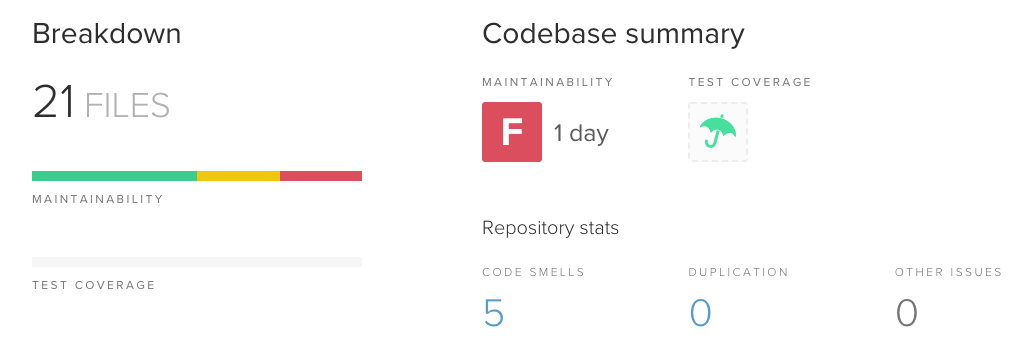 Breakdown
21 FILES
MAINTAINABILITY
TEST COVERAGE
Codebase summary
MAINTAINABILITY
F 1 day
TEST COVERAGE
Repository stats
CODE SMELLS
5
DUPLICATION
0
OTHER ISSUES
0